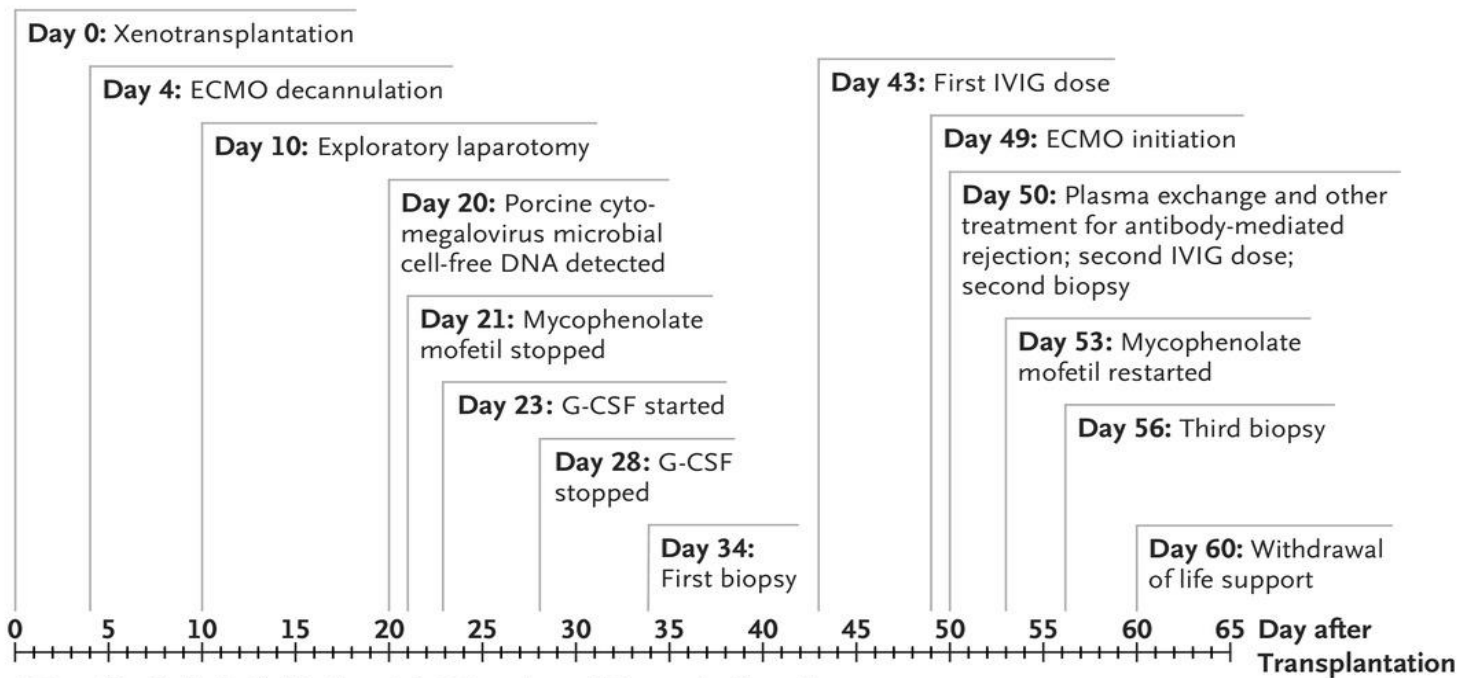 Day 0: Xenotransplantation
Day 4: ECMO decannulation
Day 10: Exploratory laparotomy
Day 20: Porcine cyto-
megalovirus microbial
cell-free DNA detected
Day 21: Mycophenolate
mofetil stopped
Day 23: G-CSF started
Day 28: G-CSF
stopped
Day 34:
First biopsy
Day 43: First IVIG dose
Day 49: ECMO initiation
Day 50: Plasma exchange and other
treatment for antibody-mediated
rejection; second IVIG dose;
second biopsy
Day 53: Mycophenolate
mofetil restarted
Day 56: Third biopsy
Day 60: Withdrawal
of life support
0 5 10 15 20 25 30 35 40 45 50 55 60 65 Day after
Transplantation